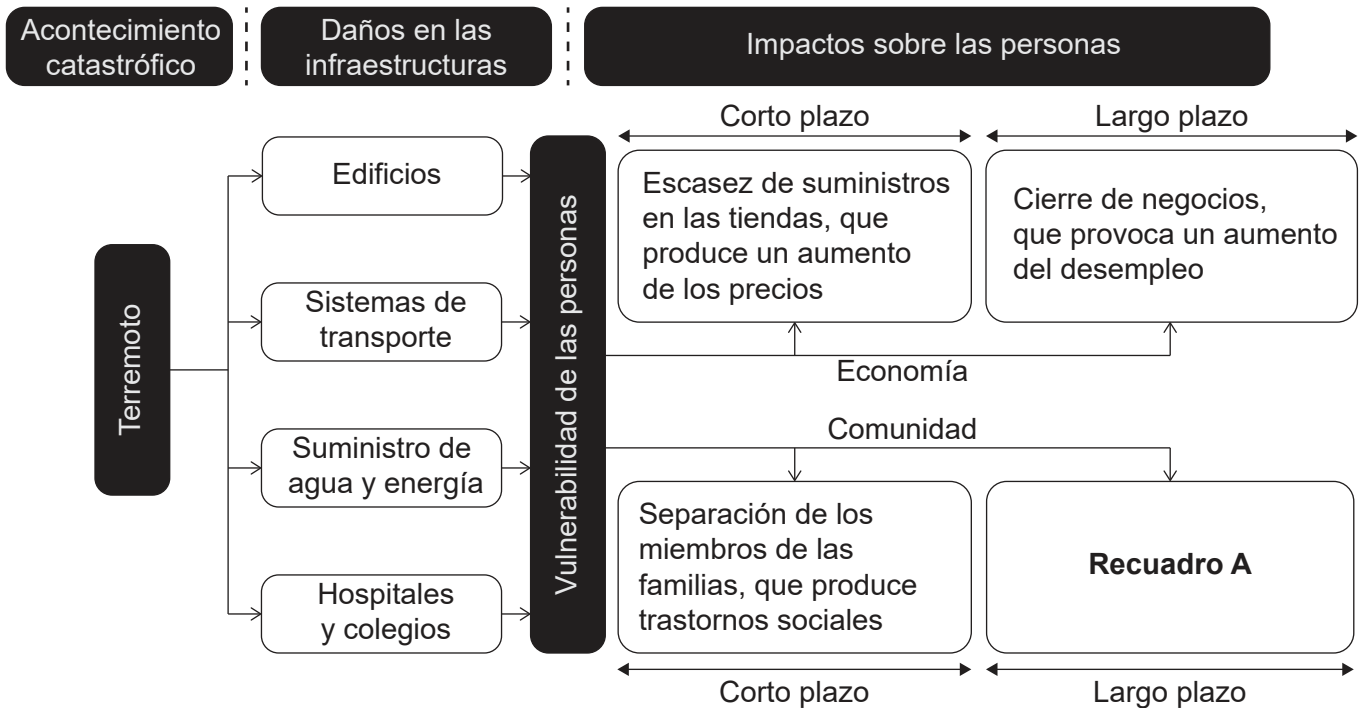 Acontecimiento
catastrófico
Daños en las
infraestructuras
Impactos sobre las personas
Terremoto
Edificios
Sistemas de
transporte
Suministro de
agua y energía
Hospitales
y colegios
Vulnerabilidad de las personas
Corto plazo
Largo plazo
Escasez de suministros
en las tiendas, que
produce un aumento
de los precios
Cierre de negocios,
que provoca un aumento
del desempleo
Economía
Comunidad
Separación de los
miembros de las
familias, que produce
trastornos sociales
Recuadro A
Corto plazo
Largo plazo